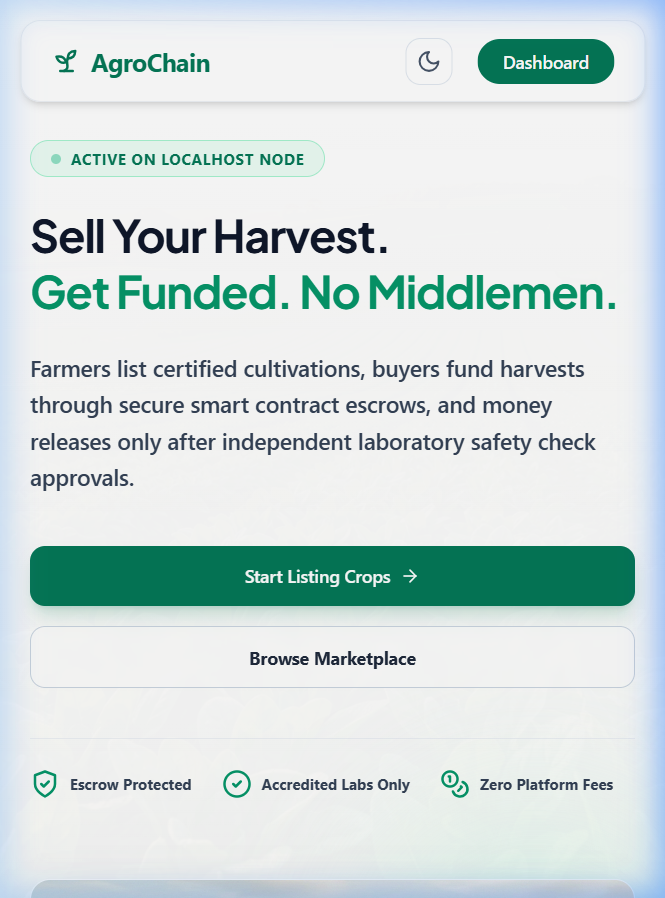 AgroChain
Dashboard
ACTIVE ON LOCALHOST NODE
Sell Your Harvest.
Get Funded. No Middlemen.
Farmers list certified cultivations, buyers fund harvests
through secure smart contract escrows, and money
releases only after independent laboratory safety check
approvals.
Start Listing Crops →
Browse Marketplace
Escrow Protected
Accredited Labs Only
Zero Platform Fees